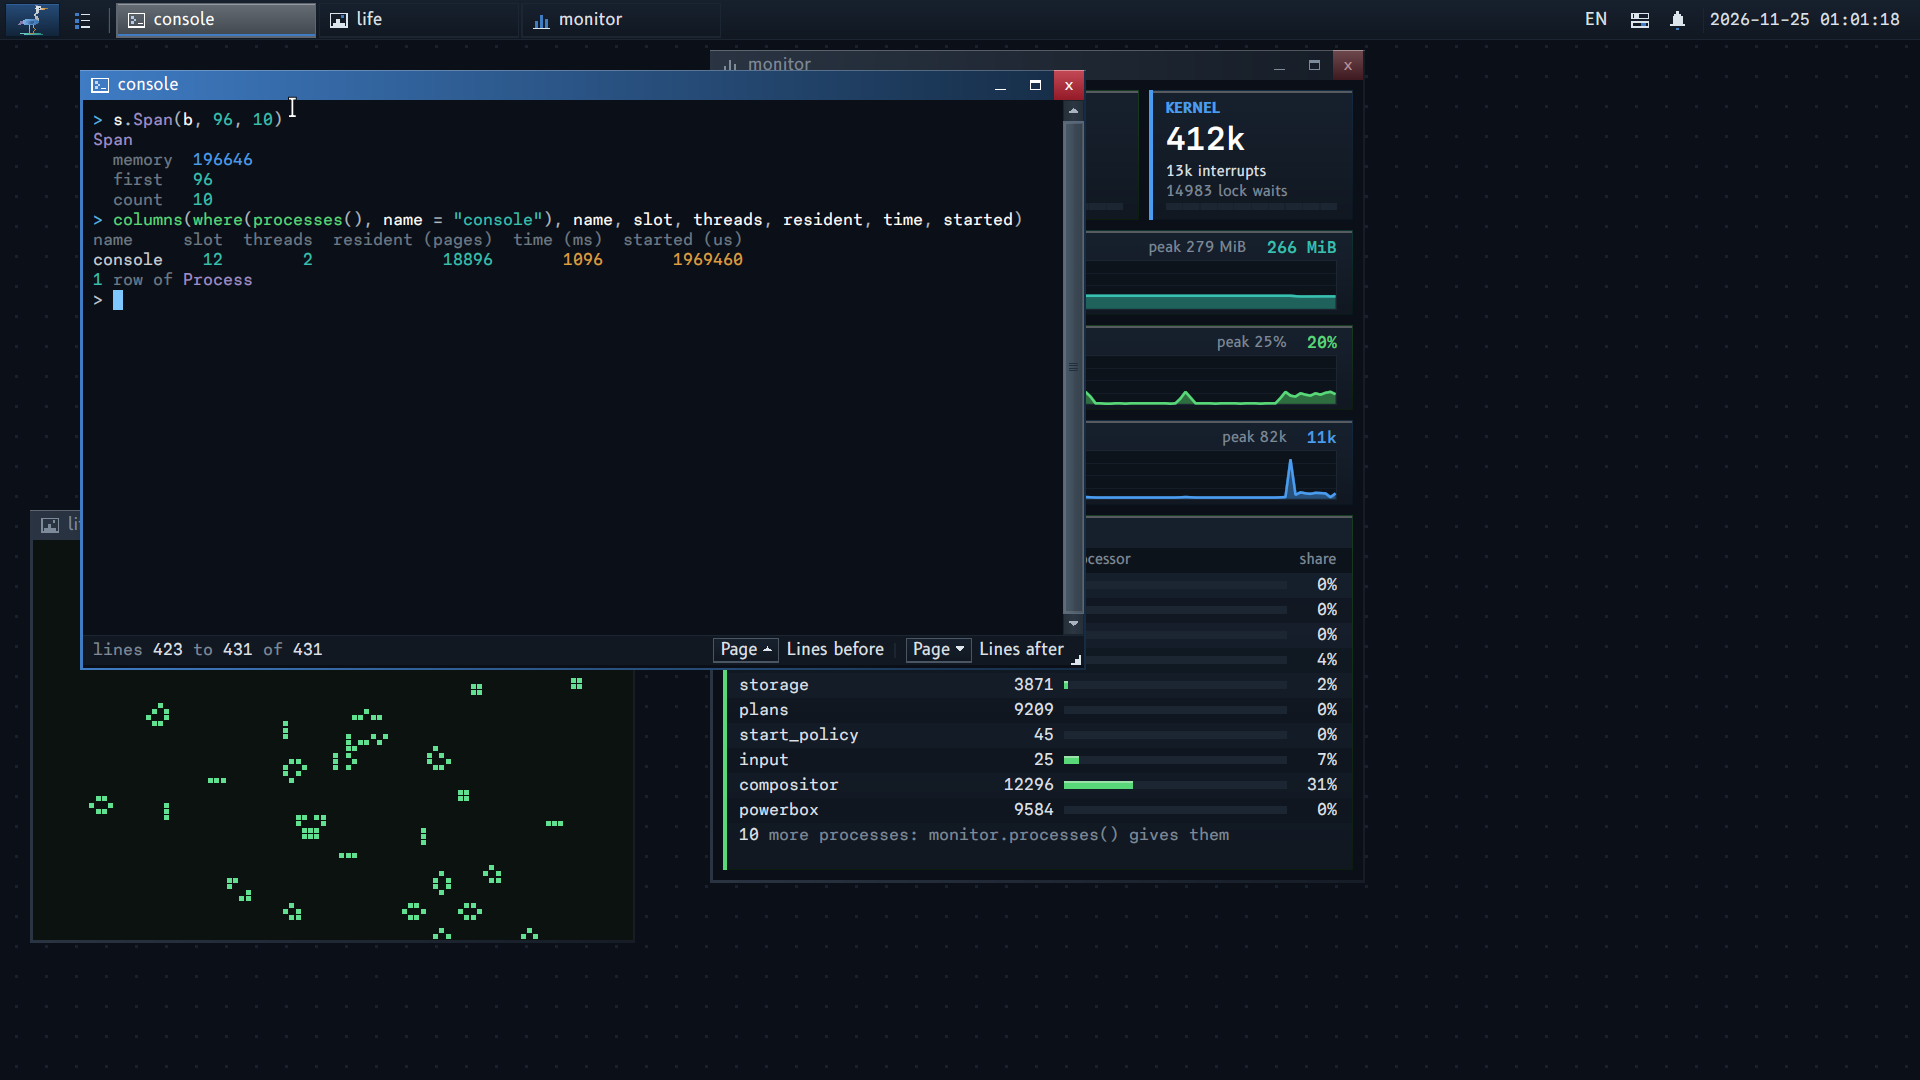 console
life
monitor
EN
2026-11-25 01:01:18
monitor
x
console
x
> s.Span(b, 96, 10)
Span
memory 196646
first 96
count 10
> columns(where(processes(), name = "console"), name, slot, threads, resident, time, started)
name slot threads resident (pages) time (ms) started (us)
console 12 2 18896 1096 1969460
1 row of Process
>
lines 423 to 431 of 431
Page Lines before
Page Lines after
KERNEL
412k
13k interrupts
14983 lock waits
peak 279 MiB 266 MiB
peak 25% 20%
peak 82k 11k
share
0%
0%
0%
4%
storage 3871 2%
plans 9209 0%
start_policy 45 0%
input 25 7%
compositor 12296 31%
powerbox 9584 0%
10 more processes: monitor.processes() gives them